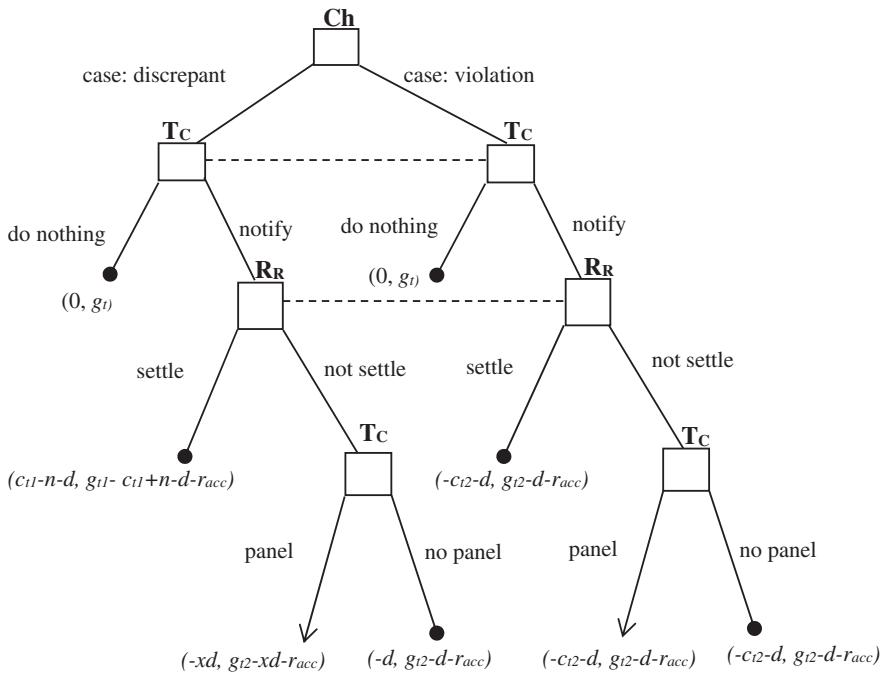 Ch
case: discrepant case: violation
Tc Tc
do nothing notify do nothing notify
RR RR
(0, gt) (0, gt)
settle not settle settle not settle
Tc Tc
(ct1-n-d, gt1- ct1+n-d-racc) (-ct2-d, gt2-d-racc)
panel no panel panel no panel
(-xd, gt2-xd-racc) (-d, gt2-d-racc) (-ct2-d, gt2-d-racc) (-ct2-d, gt2-d-racc)